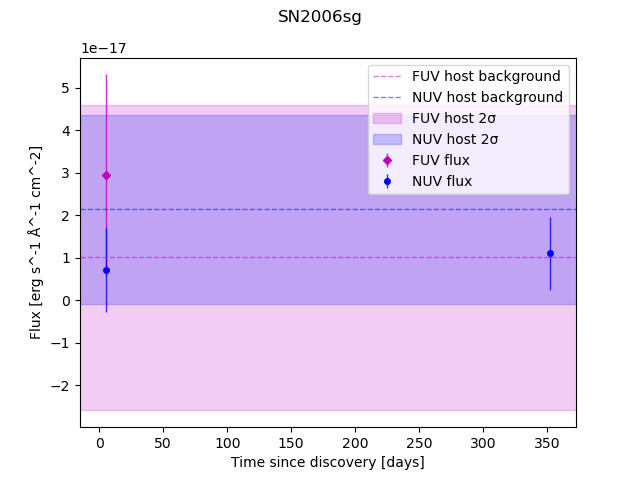 SN2006sg
1e−17
5
4
3
2
1
0
−1
−2
Flux [erg s^-1 Å^-1 cm^-2]
FUV host background
NUV host background
FUV host 2σ
NUV host 2σ
FUV flux
NUV flux
0 50 100 150 200 250 300 350
Time since discovery [days]